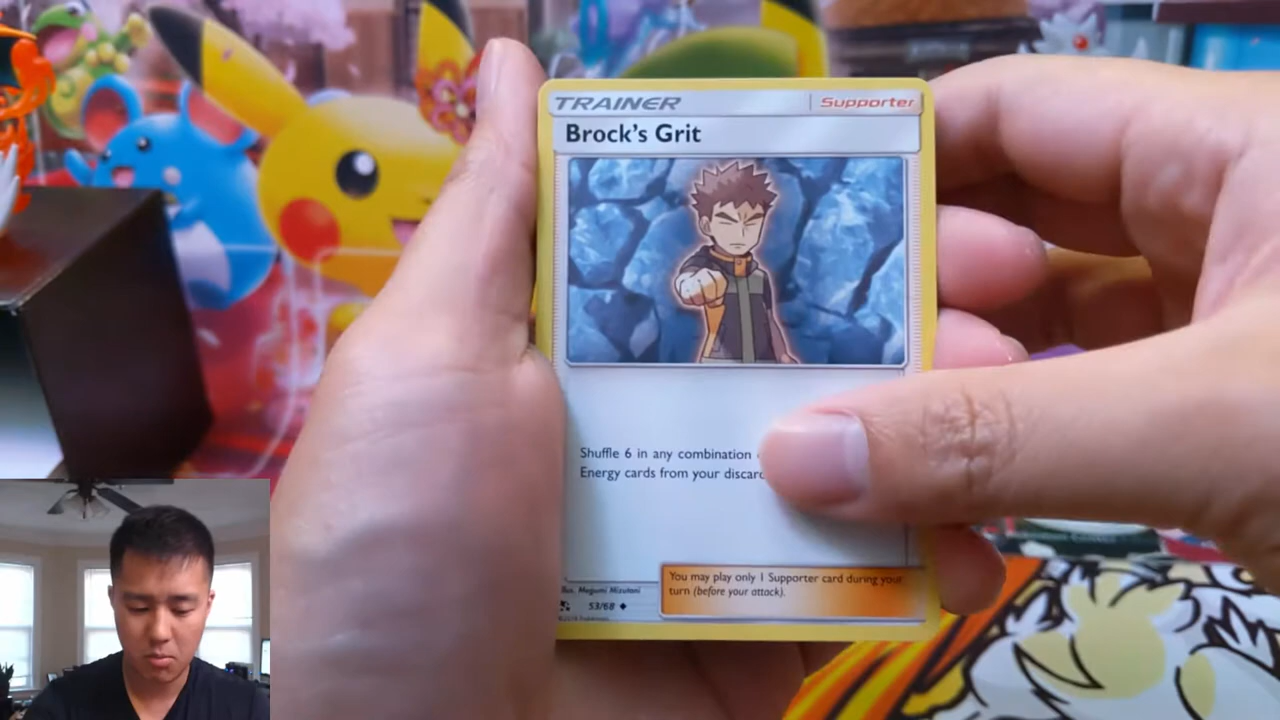 TRAINER Supporter
Brock's Grit
Shuffle 6 in any combination
Energy cards from your discard
You may play only 1 Supporter card during your
turn (before your attack).
Illus. Megumi Mizutani
53/68